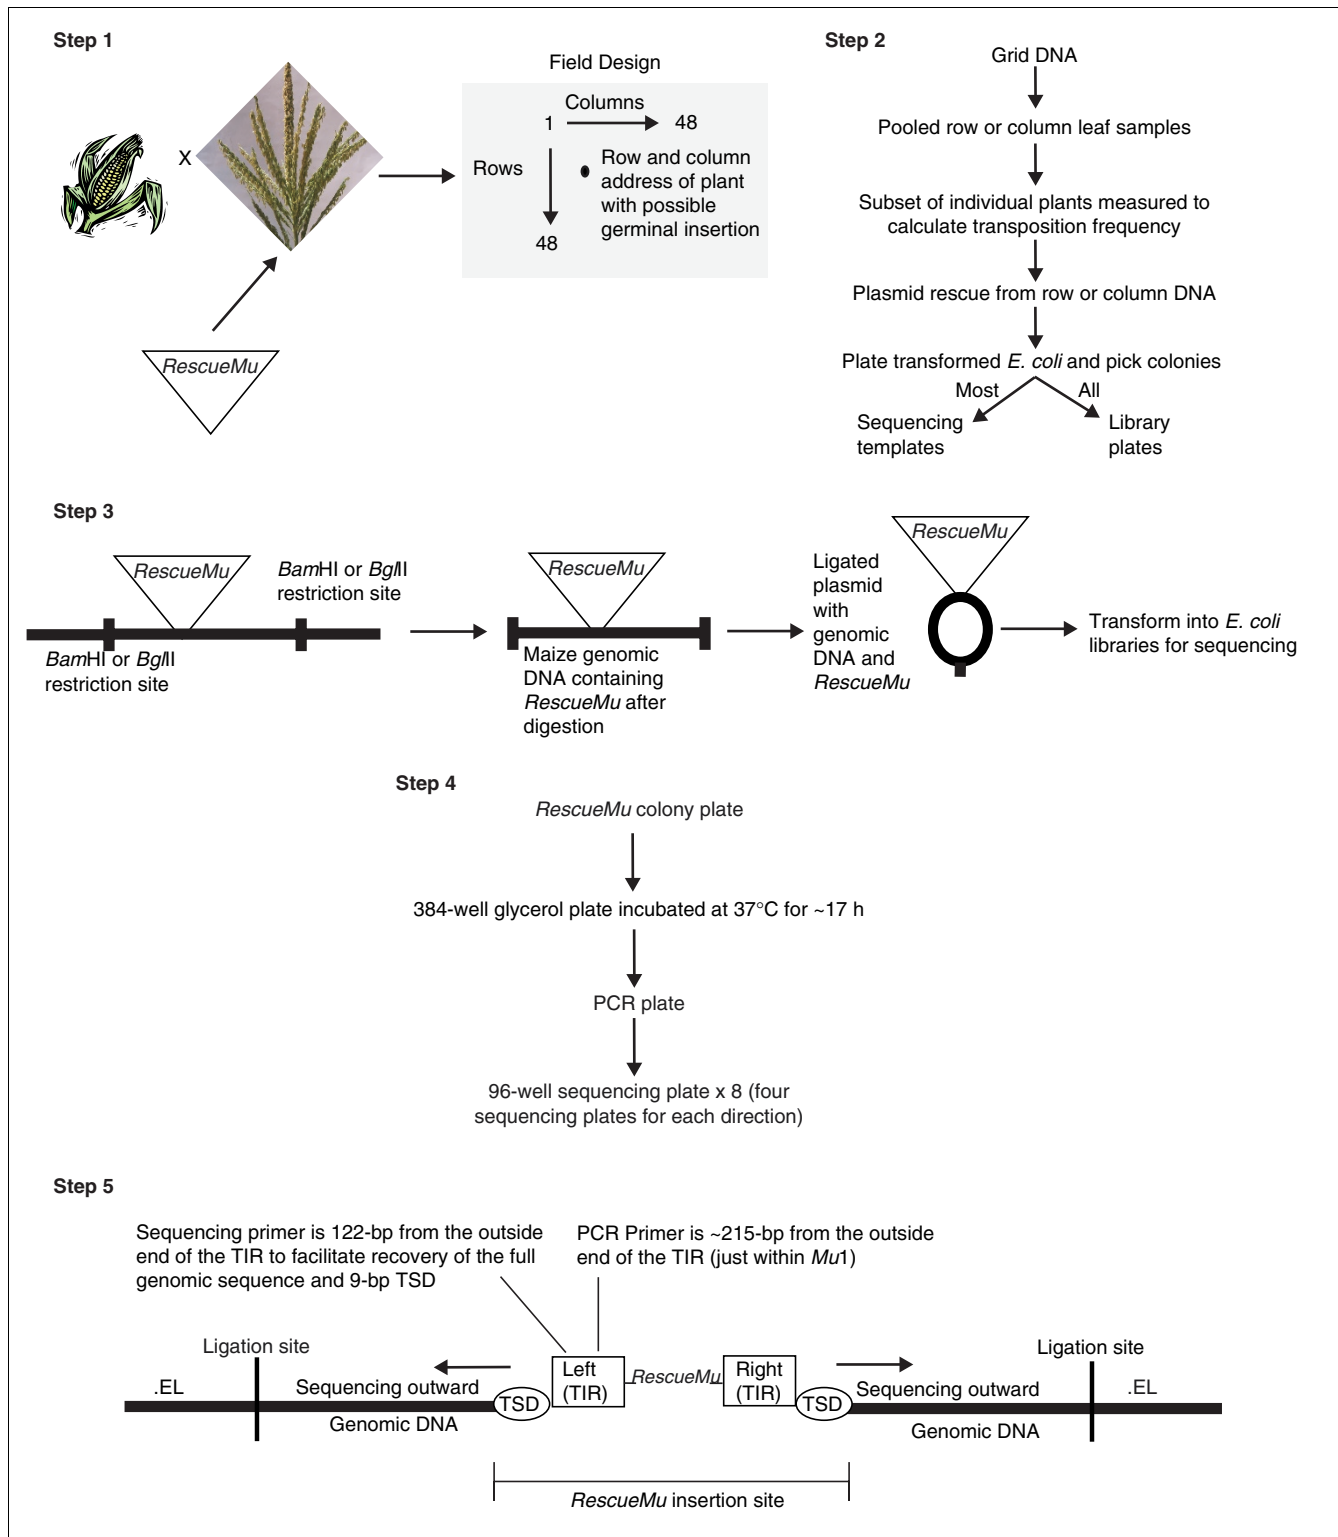 Step 1
X
RescueMu
Field Design
Columns
1
48
Rows
48
Row and column
address of plant
with possible
germinal insertion
Step 2
Grid DNA
Pooled row or column leaf samples
Subset of individual plants measured to
calculate transposition frequency
Plasmid rescue from row or column DNA
Plate transformed E. coli and pick colonies
Most
All
Sequencing
templates
Library
plates
Step 3
RescueMu
BamHI or BglII
restriction site
BamHI or BglII
restriction site
RescueMu
Maize genomic
DNA containing
RescueMu after
digestion
Ligated
plasmid
with
genomic
DNA and
RescueMu
RescueMu
Transform into E. coli
libraries for sequencing
Step 4
RescueMu colony plate
384-well glycerol plate incubated at 37°C for ~17 h
PCR plate
96-well sequencing plate x 8 (four
sequencing plates for each direction)
Step 5
Sequencing primer is 122-bp from the outside
end of the TIR to facilitate recovery of the full
genomic sequence and 9-bp TSD
PCR Primer is ~215-bp from the outside
end of the TIR (just within Mu1)
Ligation site
.EL
Sequencing outward
Genomic DNA
TSD
Left
(TIR)
RescueMu
Right
(TIR)
TSD
Sequencing outward
Genomic DNA
Ligation site
.EL
RescueMu insertion site